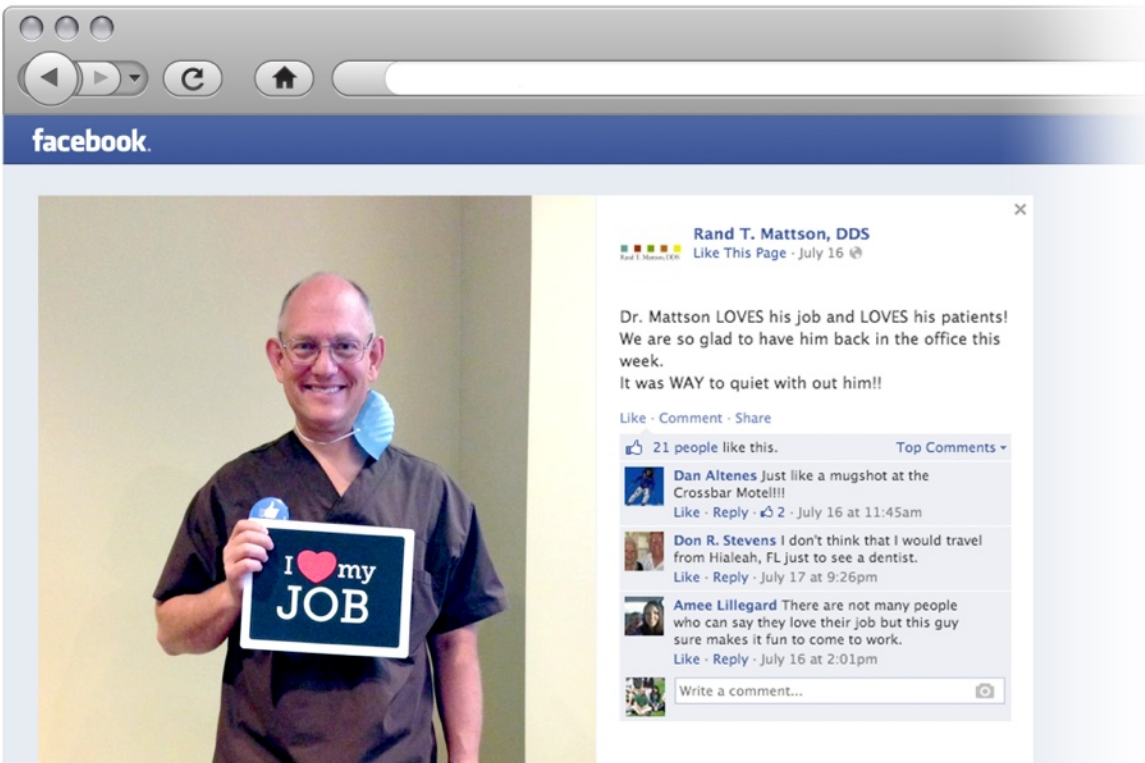 facebook.
Rand T. Mattson, DDS
Rand T. Mattson, DDS
Like This Page · July 16
Dr. Mattson LOVES his job and LOVES his patients!
We are so glad to have him back in the office this
week.
It was WAY to quiet with out him!!
Like · Comment · Share
21 people like this.
Top Comments
Dan Altenes Just like a mugshot at the
Crossbar Motel!!!
Like · Reply · 2 · July 16 at 11:45am
Don R. Stevens I don't think that I would travel
from Hialeah, FL just to see a dentist.
Like · Reply · July 17 at 9:26pm
Amee Lillegard There are not many people
who can say they love their job but this guy
sure makes it fun to come to work.
Like · Reply · July 16 at 2:01pm
Write a comment...
I my
JOB